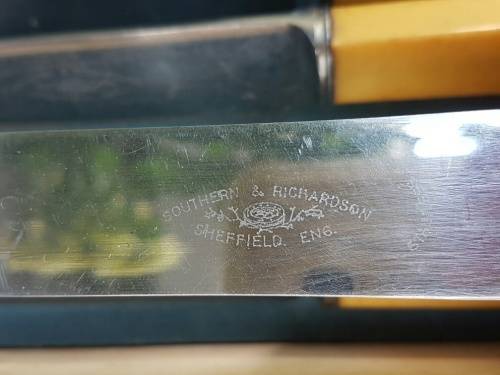 SOUTHERN & RICHARDSON
SHEFFIELD. ENG.